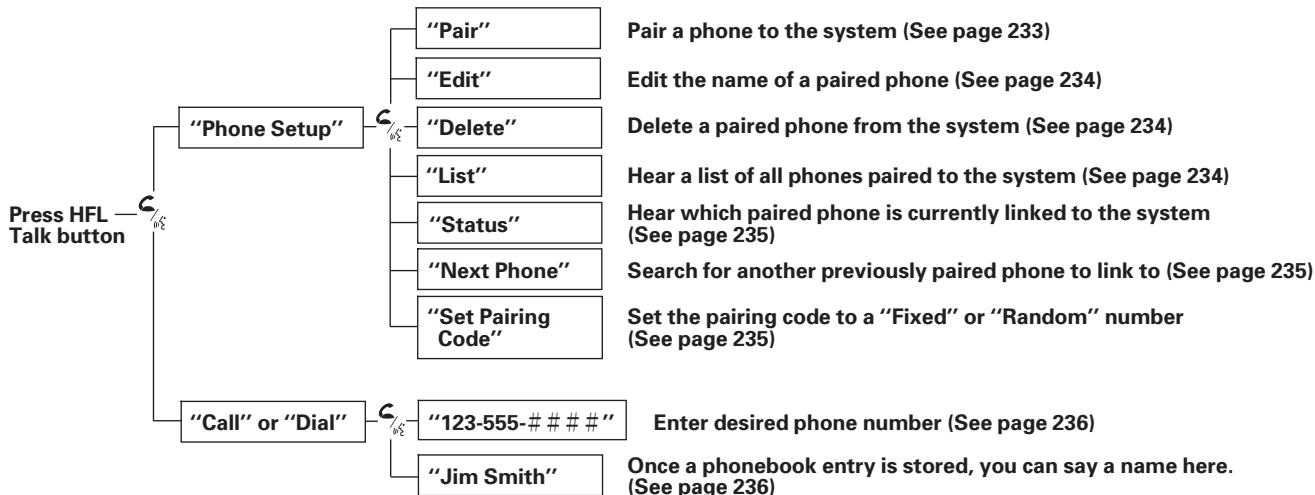 "Pair" Pair a phone to the system (See page 233)
"Edit" Edit the name of a paired phone (See page 234)
"Phone Setup" "Delete" Delete a paired phone from the system (See page 234)
"List" Hear a list of all phones paired to the system (See page 234)
Press HFL
Talk button
"Status" Hear which paired phone is currently linked to the system
(See page 235)
"Next Phone" Search for another previously paired phone to link to (See page 235)
"Set Pairing
Code"
Set the pairing code to a "Fixed" or "Random" number
(See page 235)
"Call" or "Dial" "123-555-####" Enter desired phone number (See page 236)
"Jim Smith" Once a phonebook entry is stored, you can say a name here.
(See page 236)